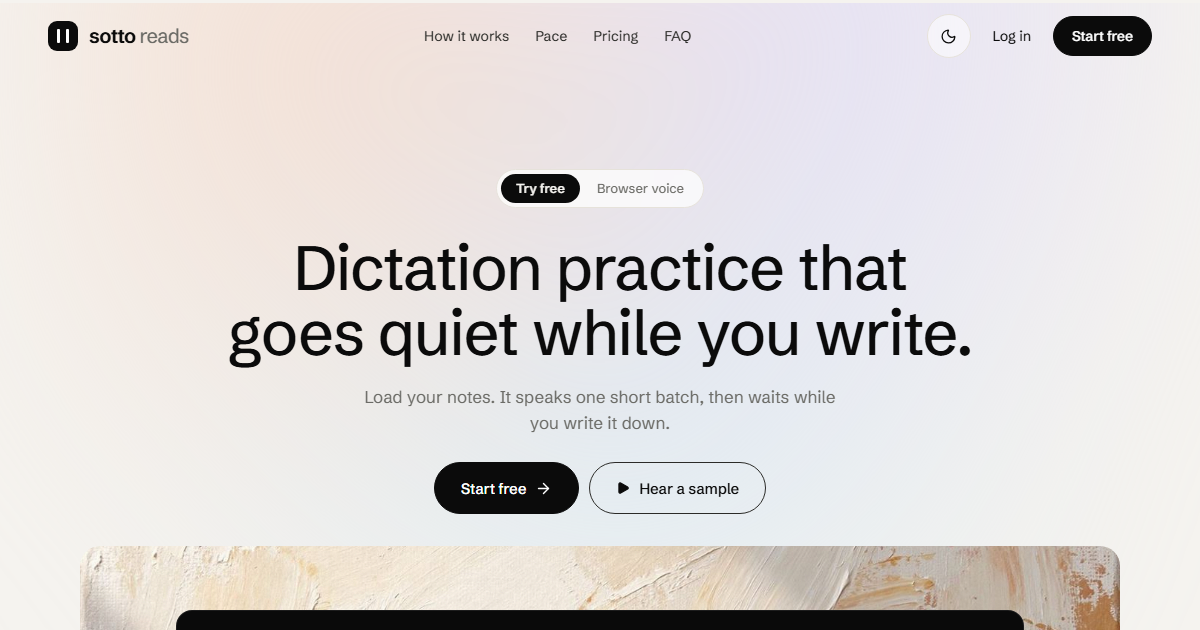 sotto reads
How it works
Pace
Pricing
FAQ
Log in
Start free
Try free
Browser voice
Dictation practice that
goes quiet while you write.
Load your notes. It speaks one short batch, then waits while
you write it down.
Start free
Hear a sample